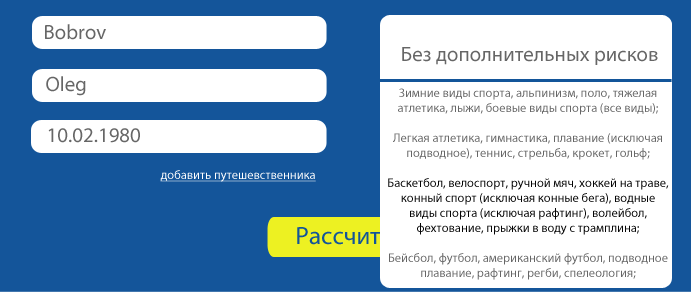 Bobrov
Oleg
10.02.1980
добавить путешевственника
Рассчит
Без дополнительных рисков
Зимние виды спорта, альпинизм, поло, тяжелая
атлетика, лыжи, боевые виды спорта (все виды);
Легкая атлетика, гимнастика, плавание (исключая
подводное), теннис, стрельба, крокет, гольф;
Баскетбол, велоспорт, ручной мяч, хоккей на траве,
конный спорт (исключая конные бега), водные
виды спорта (исключая рафтинг), волейбол,
фехтование, прыжки в воду с трамплина;
Бейсбол, футбол, американский футбол, подводное
плавание, рафтинг, регби, спелеология;